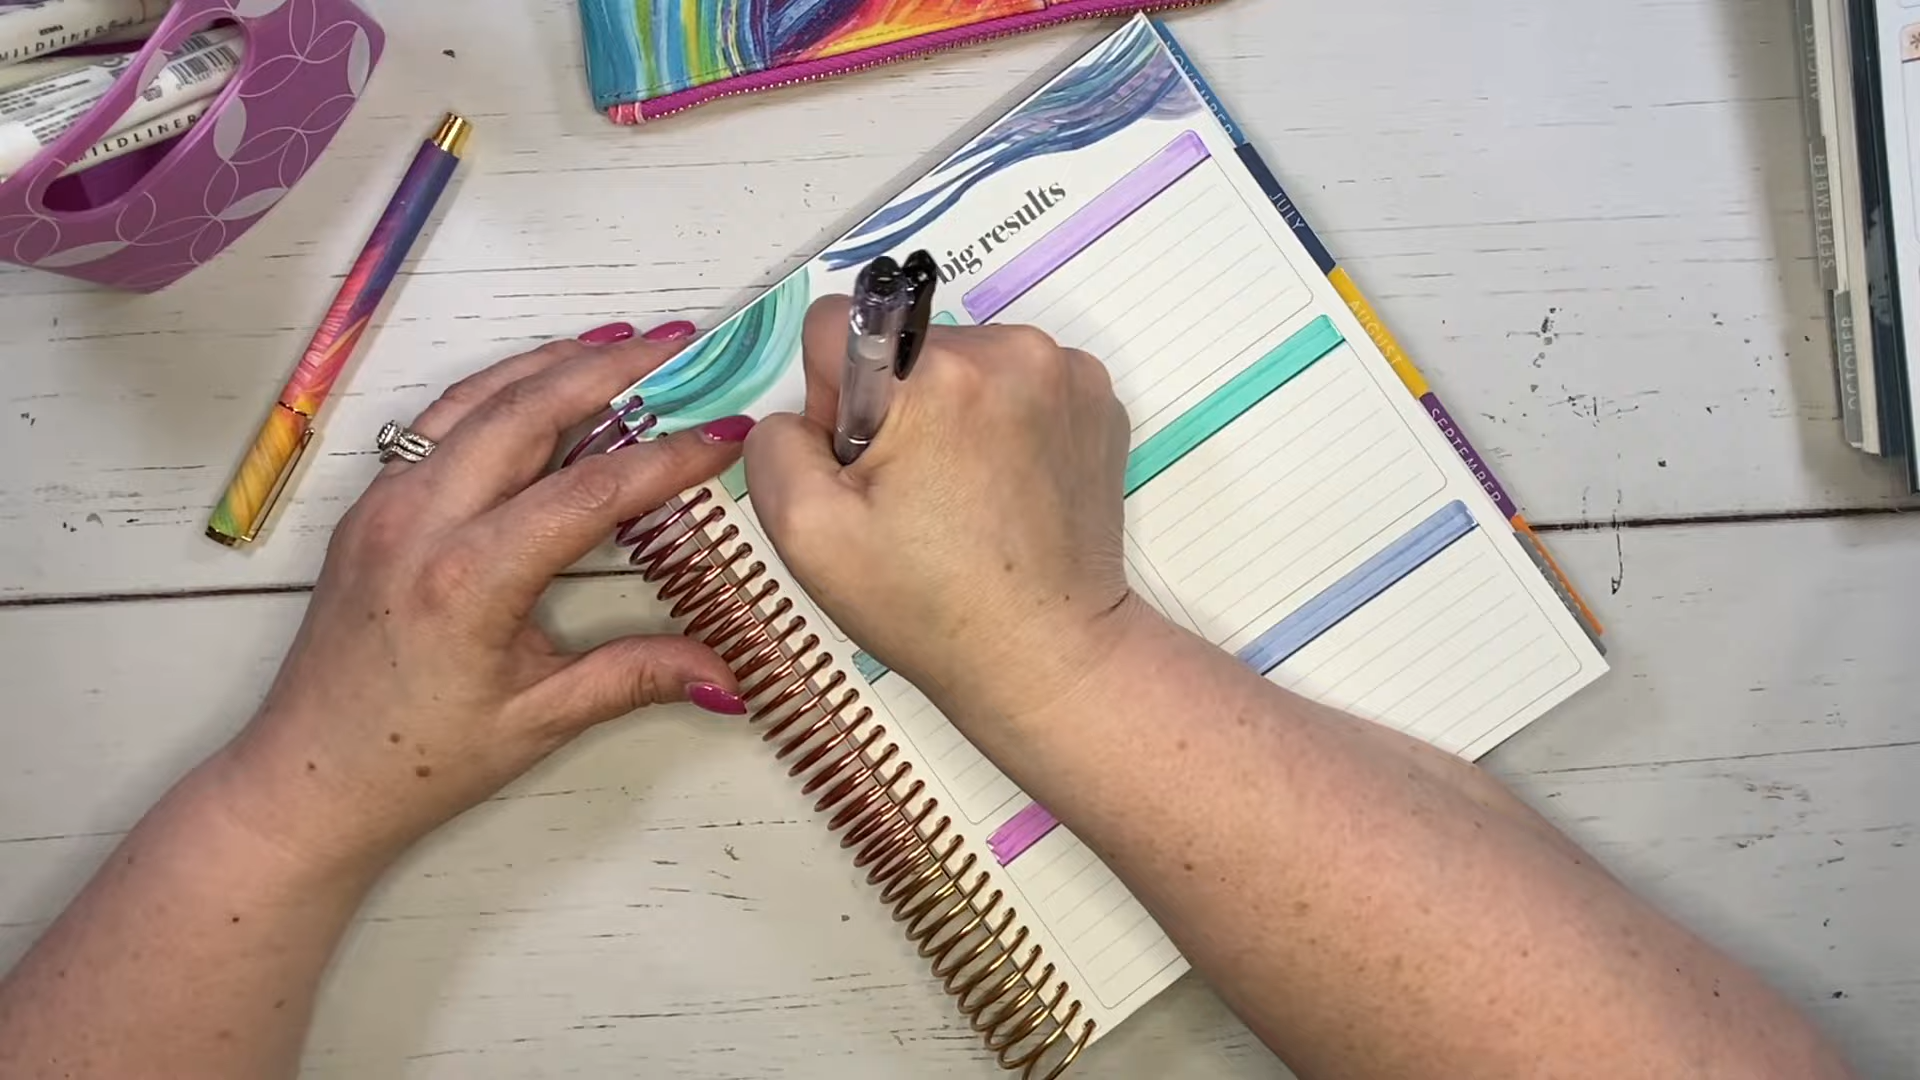 MILDLINER
MILDLINER
big results
NOVEMBER
JULY
AUGUST
SEPTEMBER
AUGUST
SEPTEMBER
OCTOBER